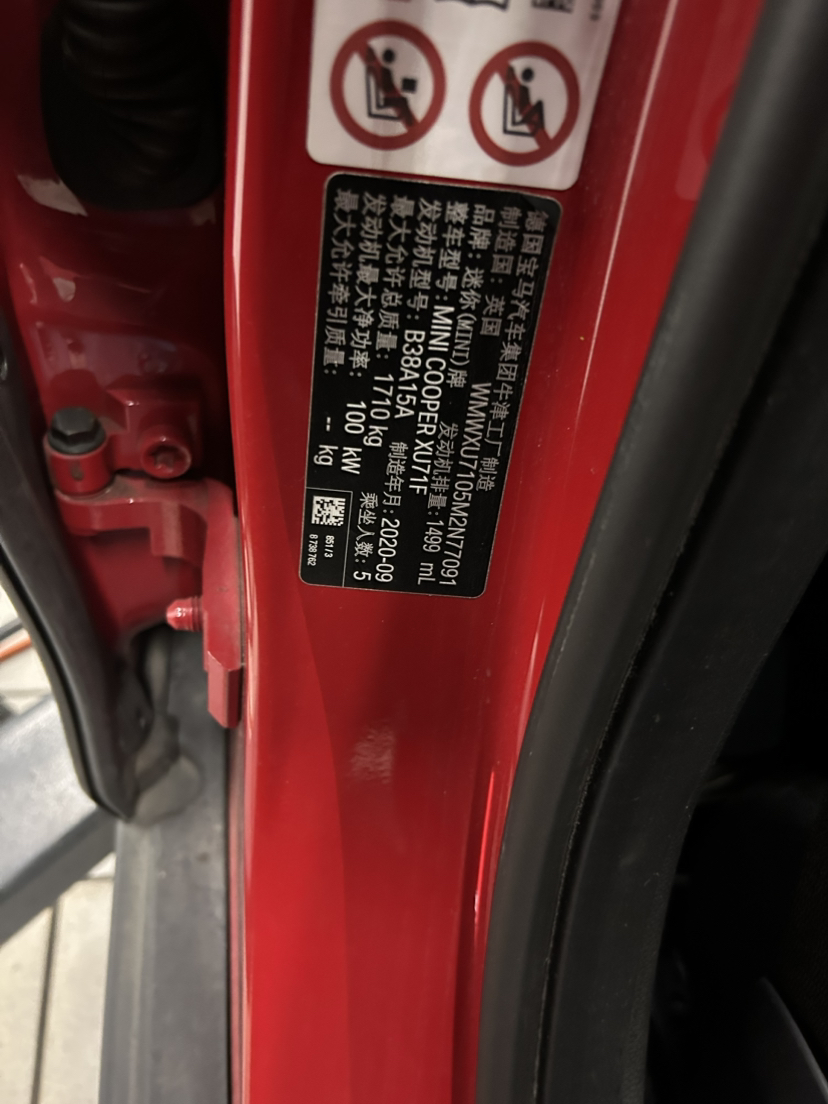 德国宝马汽车集团牛津工厂制造
制造国：英国 WMWXU7105M2N77091
品牌：迷你(MINI)牌 发动机排量：1499 mL
整车型号：MINI COOPER XU71F
发动机型号：B38A15A 制造年月：2020-09
最大允许总质量：1710 kg 乘坐人数：5
发动机最大净功率：100 kW
最大允许牵引质量：-- kg
851/3
8 738 762